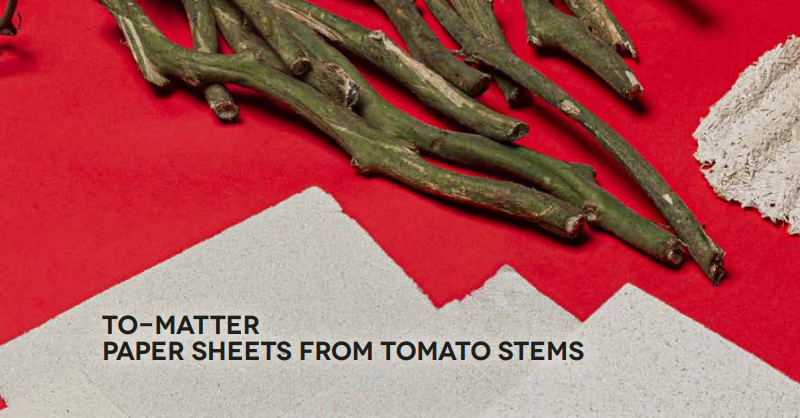 TO-MATTER
PAPER SHEETS FROM TOMATO STEMS